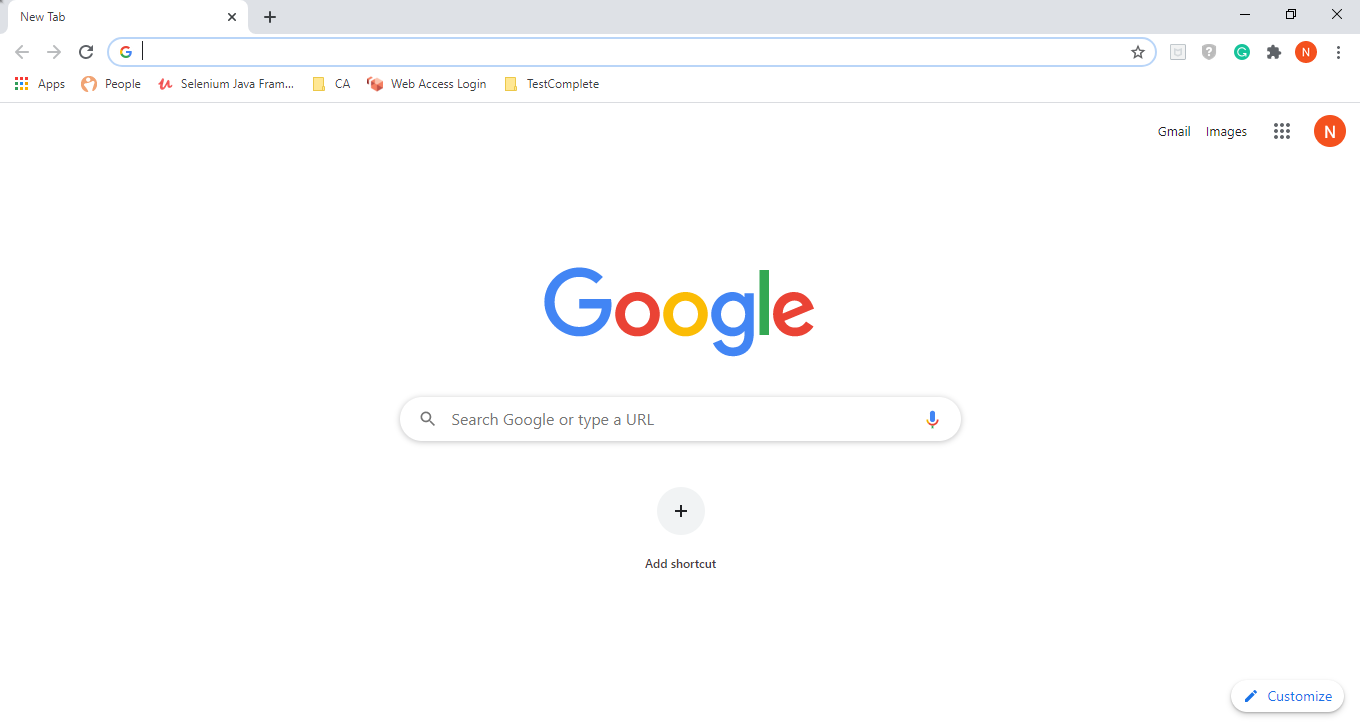 New Tab
Apps People Selenium Java Fram... CA Web Access Login TestComplete
Gmail Images N
N
Google
Search Google or type a URL
Add shortcut
Customize